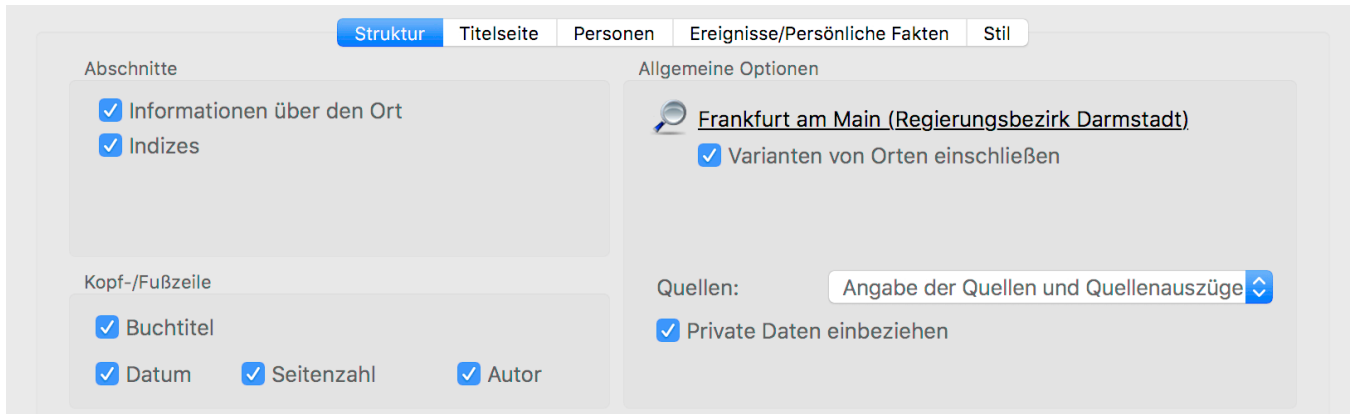 Struktur Titelseite Personen Ereignisse/Persönliche Fakten Stil
Abschnitte
Informationen über den Ort
Indizes
Allgemeine Optionen
Frankfurt am Main (Regierungsbezirk Darmstadt)
Varianten von Orten einschließen
Kopf-/Fußzeile
Buchtitel
Datum Seitenzahl Autor
Quellen: Angabe der Quellen und Quellenauszüge
Private Daten einbeziehen